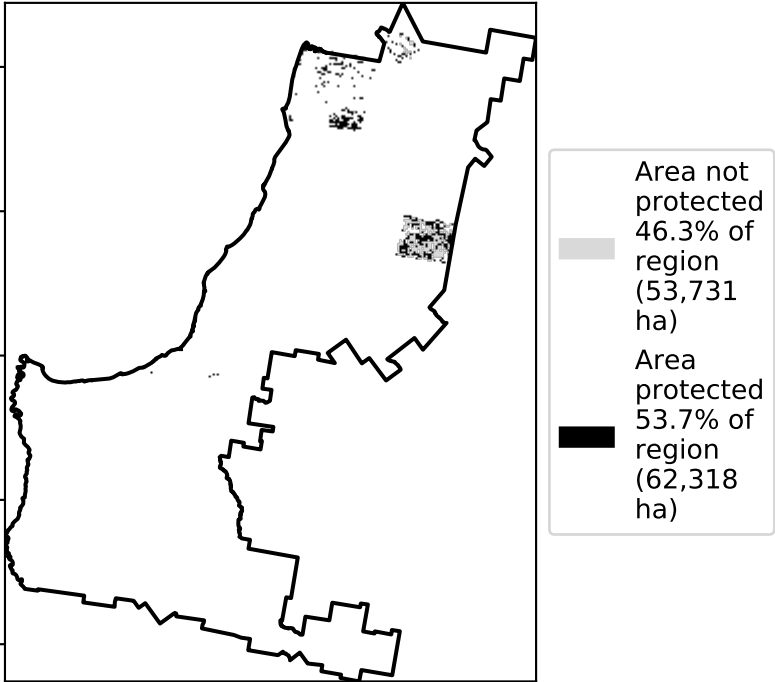 Area not
protected
46.3% of
region
(53,731
ha)
Area
protected
53.7% of
region
(62,318
ha)